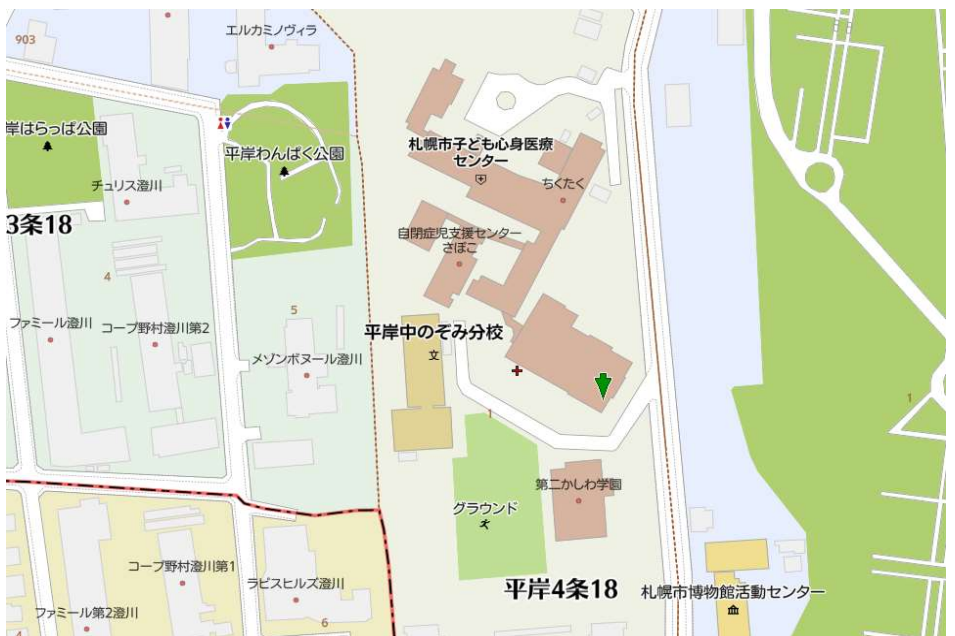 エルカミノヴィラ
903
岸はらっぱ公園
平岸わんぱく公園
札幌市子ども心身医療
センター
チュリス澄川
ちくたく
3条18
自閉症児支援センター
さぽこ
4
5
ファミール澄川
コープ野村澄川第2
平岸中のぞみ分校
文
メゾンボヌール澄川
1
1
第二かしわ学園
グラウンド
コープ野村澄川第1
ラピスヒルズ澄川
平岸4条18
札幌市博物館活動センター
ファミール第2澄川
6
4